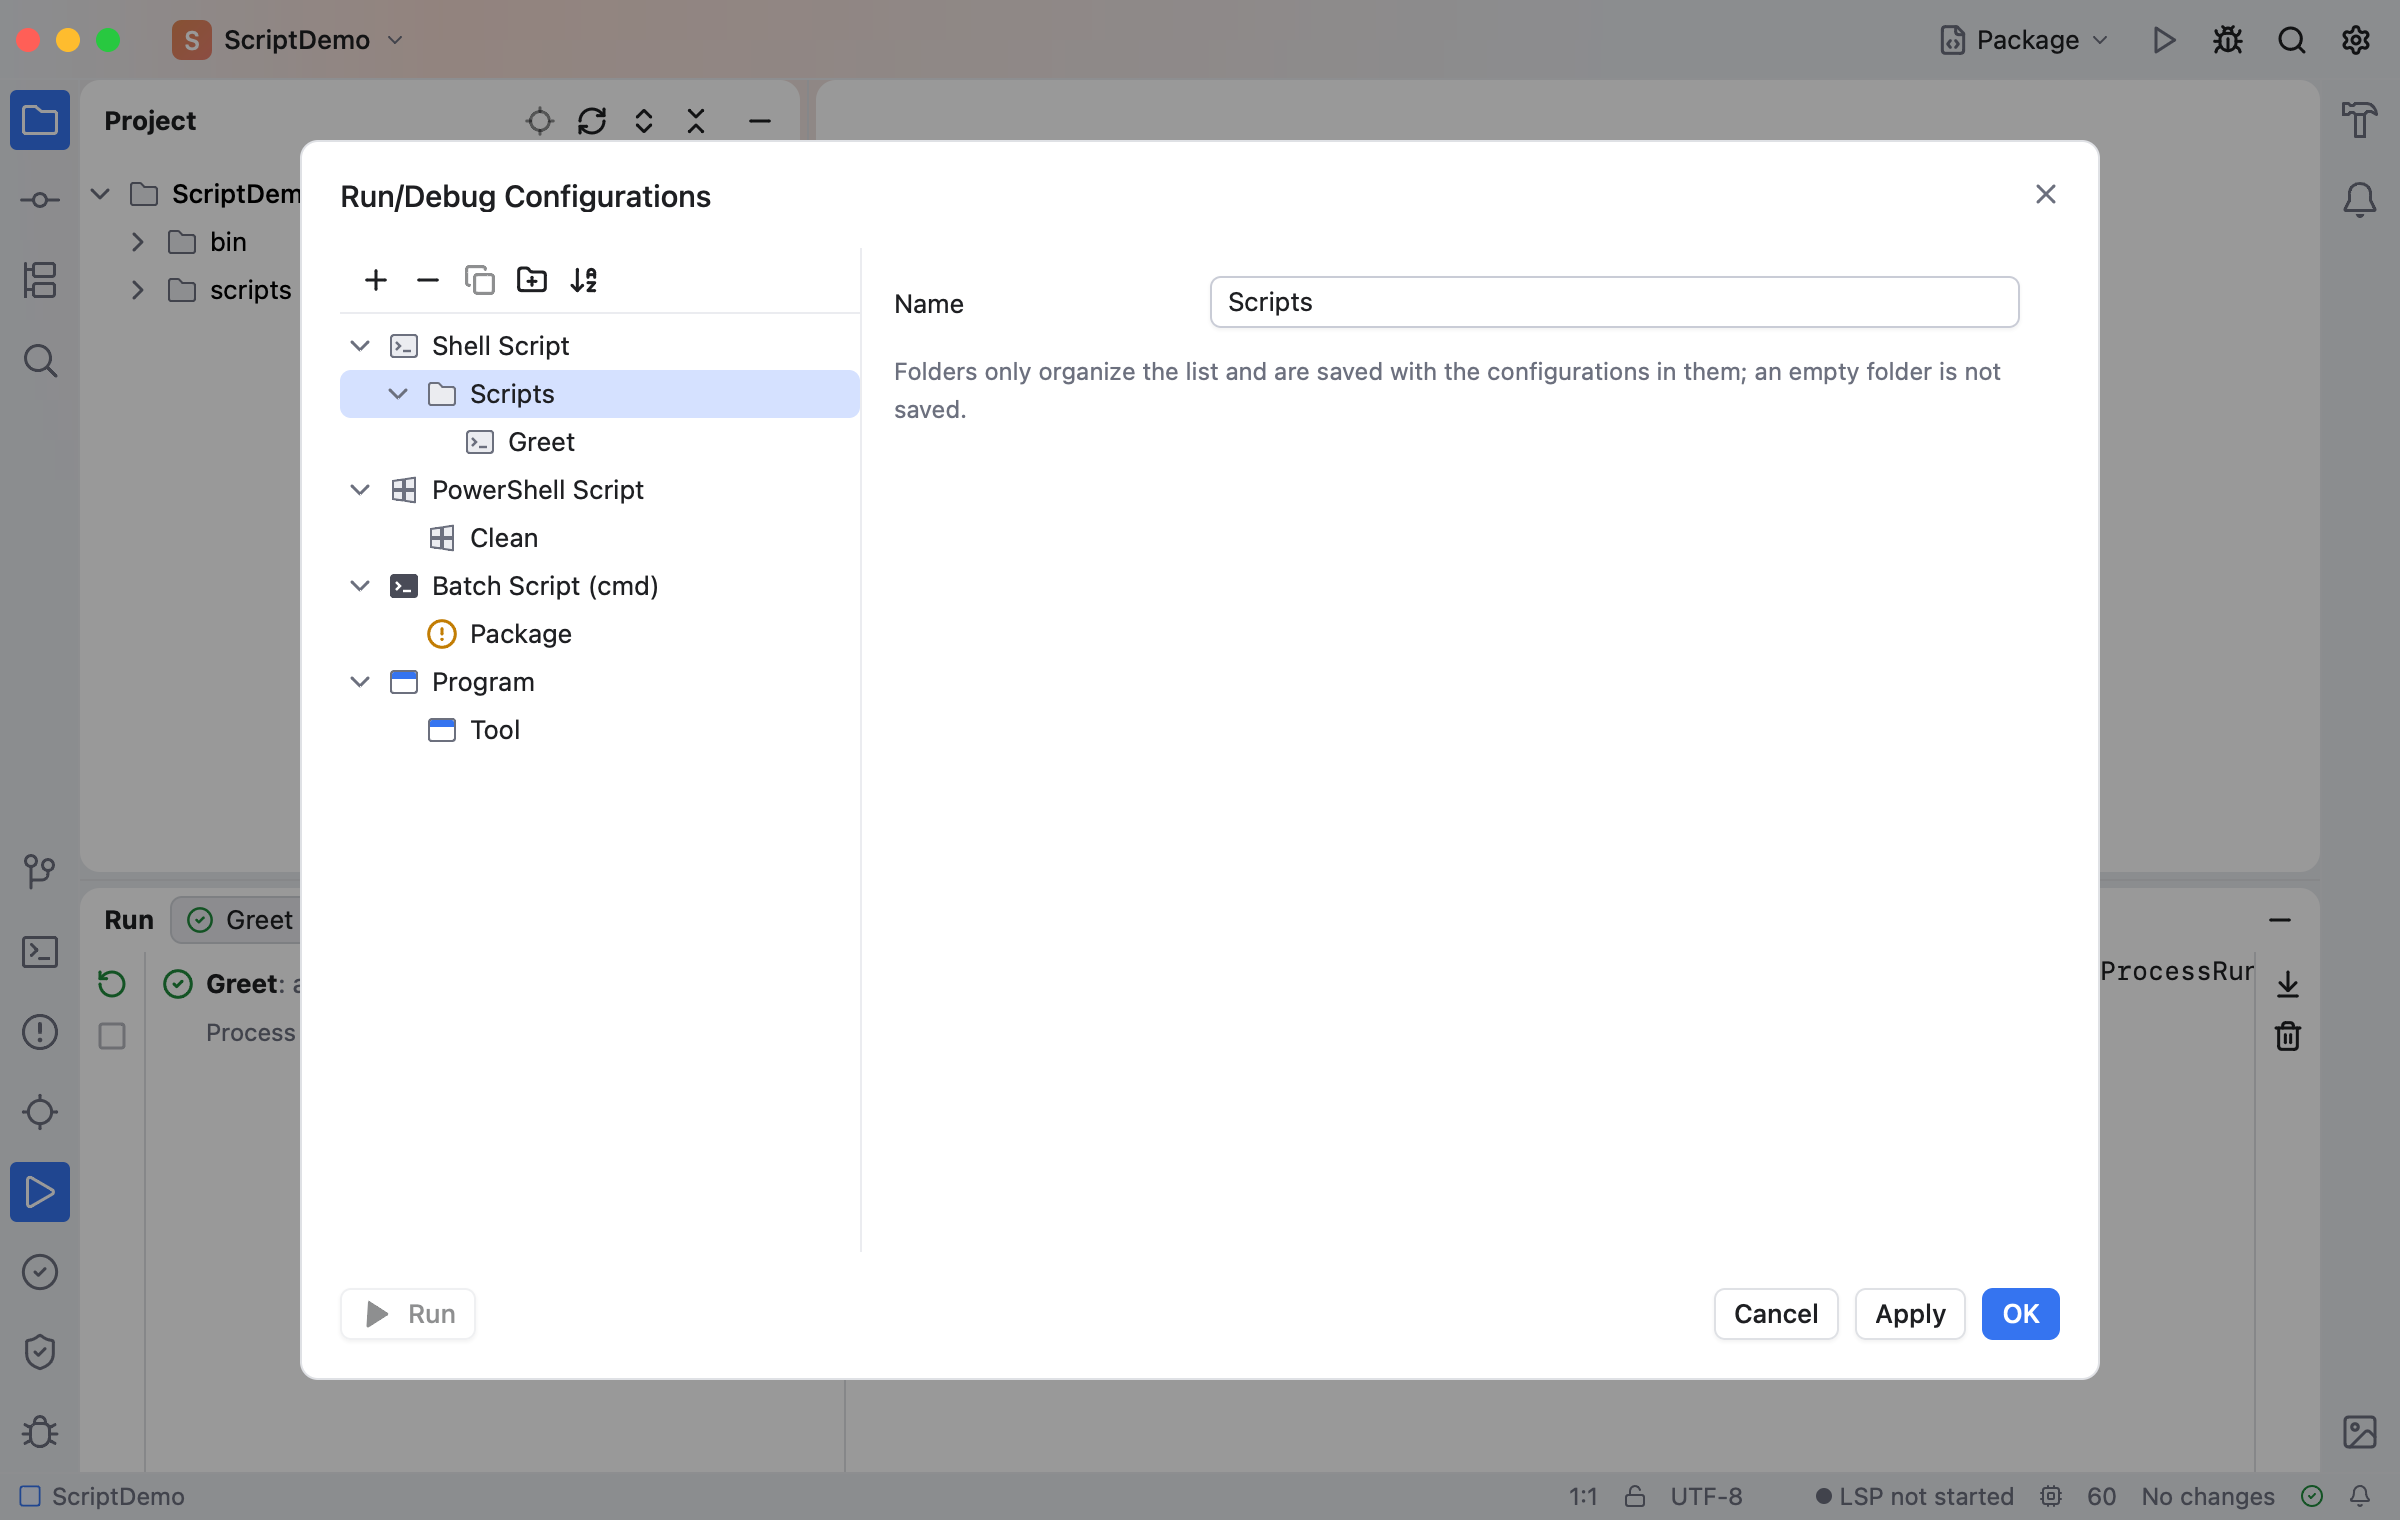 S ScriptDemo
Package
Project
ScriptDem
bin
scripts
Run/Debug Configurations
Shell Script
Scripts
Greet
PowerShell Script
Clean
Batch Script (cmd)
Package
Program
Tool
Name
Scripts
Folders only organize the list and are saved with the configurations in them; an empty folder is not
saved.
Run
Cancel
Apply
OK
Run
Greet
Greet: a
Process
ProcessRur
ScriptDemo
1:1
UTF-8
LSP not started
60
No changes